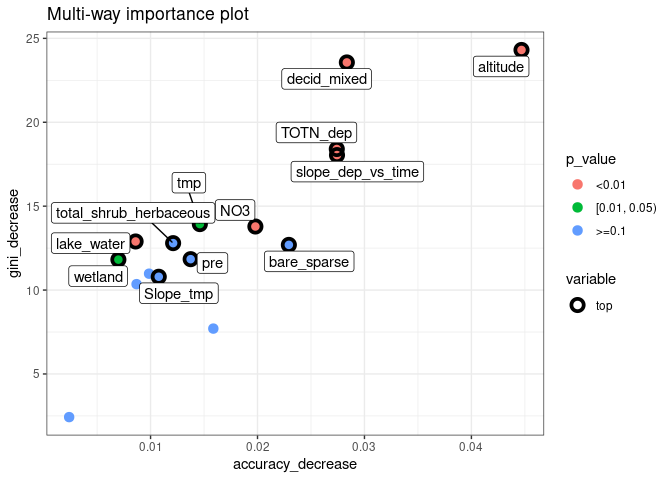 Multi-way importance plot
25
20
15
10
5
gini_decrease
altitude
decid_mixed
TOTN_dep
slope_dep_vs_time
tmp
total_shrub_herbaceous
NO3
lake_water
bare_sparse
pre
wetland
Slope_tmp
0.01
0.02
0.03
0.04
accuracy_decrease
p_value
<0.01
[0.01, 0.05)
>=0.1
variable
top